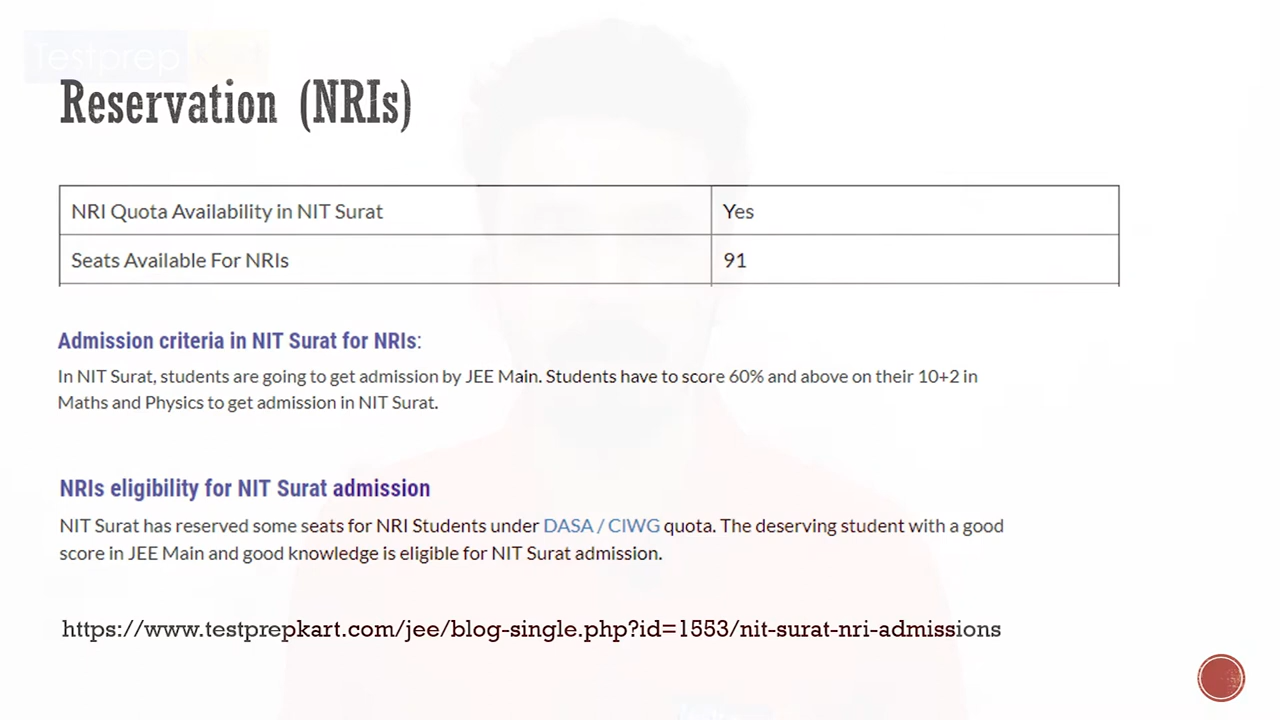 Testprep Kart
Reservation (NRIs)
NRI Quota Availability in NIT Surat Yes
Seats Available For NRIs 91
Admission criteria in NIT Surat for NRIs:
In NIT Surat, students are going to get admission by JEE Main. Students have to score 60% and above on their 10+2 in
Maths and Physics to get admission in NIT Surat.
NRIs eligibility for NIT Surat admission
NIT Surat has reserved some seats for NRI Students under DASA / CIWG quota. The deserving student with a good
score in JEE Main and good knowledge is eligible for NIT Surat admission.
https://www.testprepkart.com/jee/blog-single.php?id=1553/nit-surat-nri-admissions